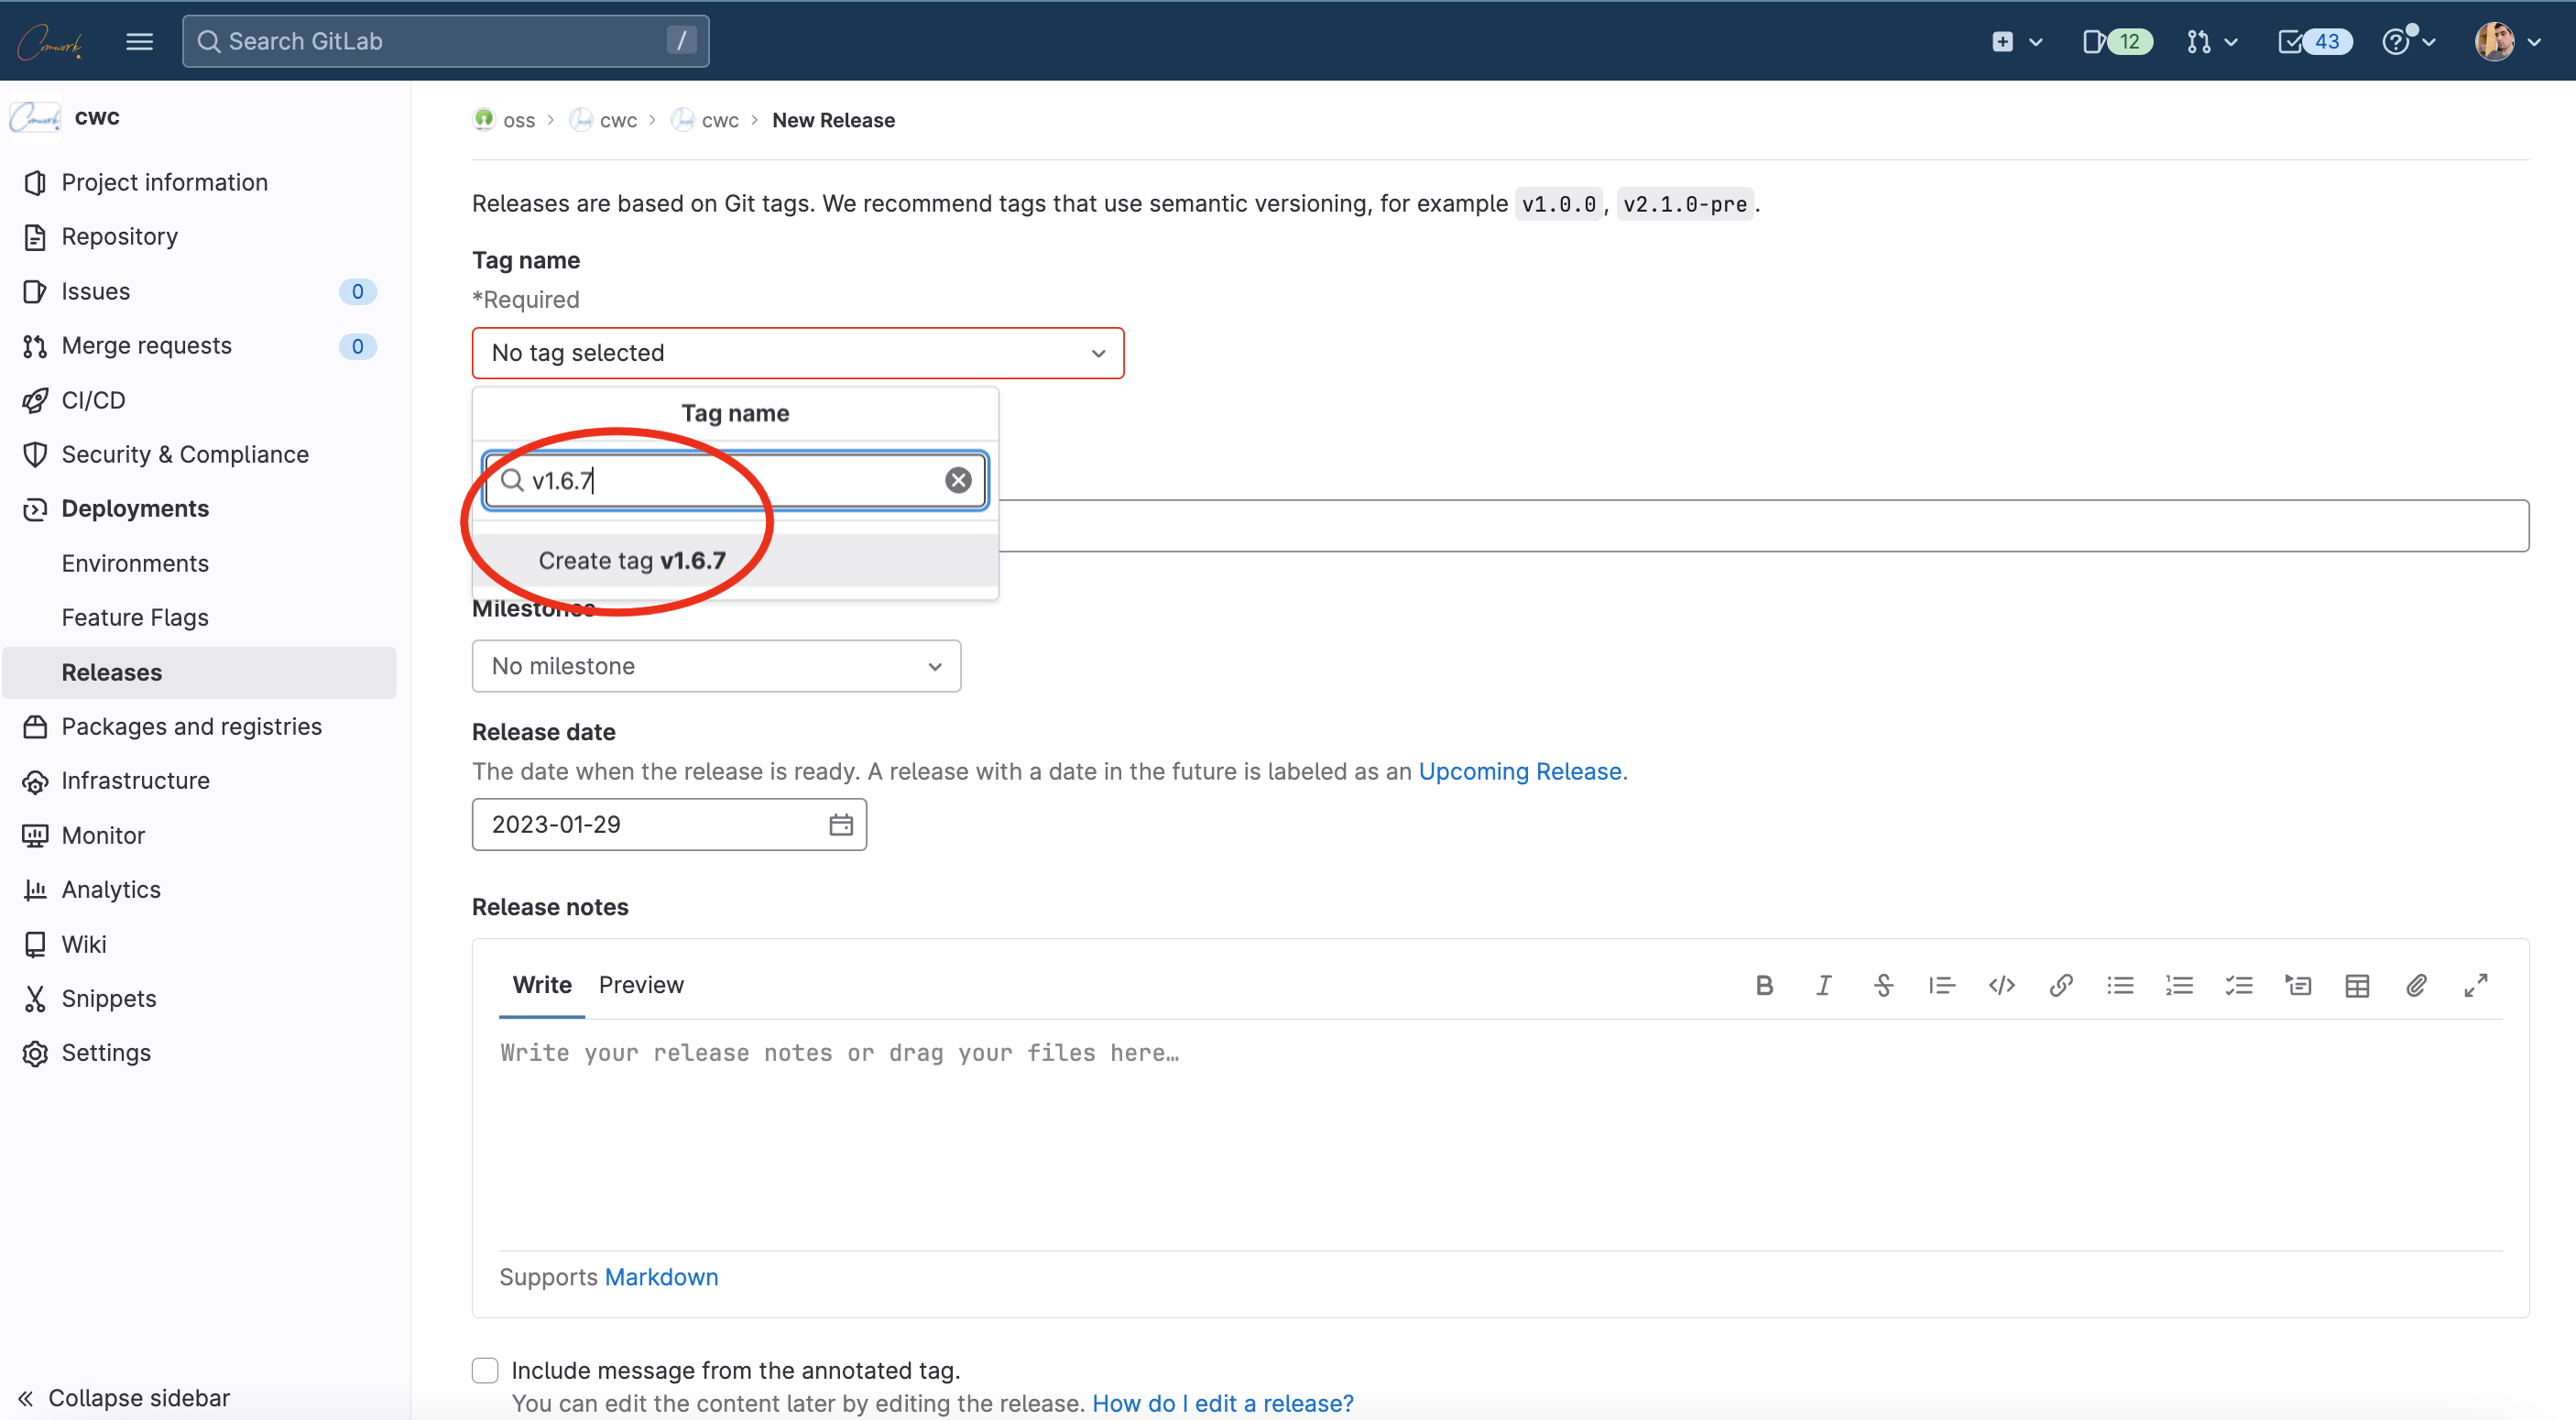 Comwork
Search GitLab
/
12
43
Comwork
cwc
Project information
Repository
Issues
0
Merge requests
0
CI/CD
Security & Compliance
Deployments
Environments
Feature Flags
Releases
Packages and registries
Infrastructure
Monitor
Analytics
Wiki
Snippets
Settings
Collapse sidebar
oss > cwc > cwc > New Release
Releases are based on Git tags. We recommend tags that use semantic versioning, for example v1.0.0, v2.1.0-pre.
Tag name
*Required
No tag selected
Tag name
v1.6.7
Create tag v1.6.7
Milestones
No milestone
Release date
The date when the release is ready. A release with a date in the future is labeled as an Upcoming Release.
2023-01-29
Release notes
Write Preview
Write your release notes or drag your files here…
Supports Markdown
Include message from the annotated tag.
You can edit the content later by editing the release. How do I edit a release?